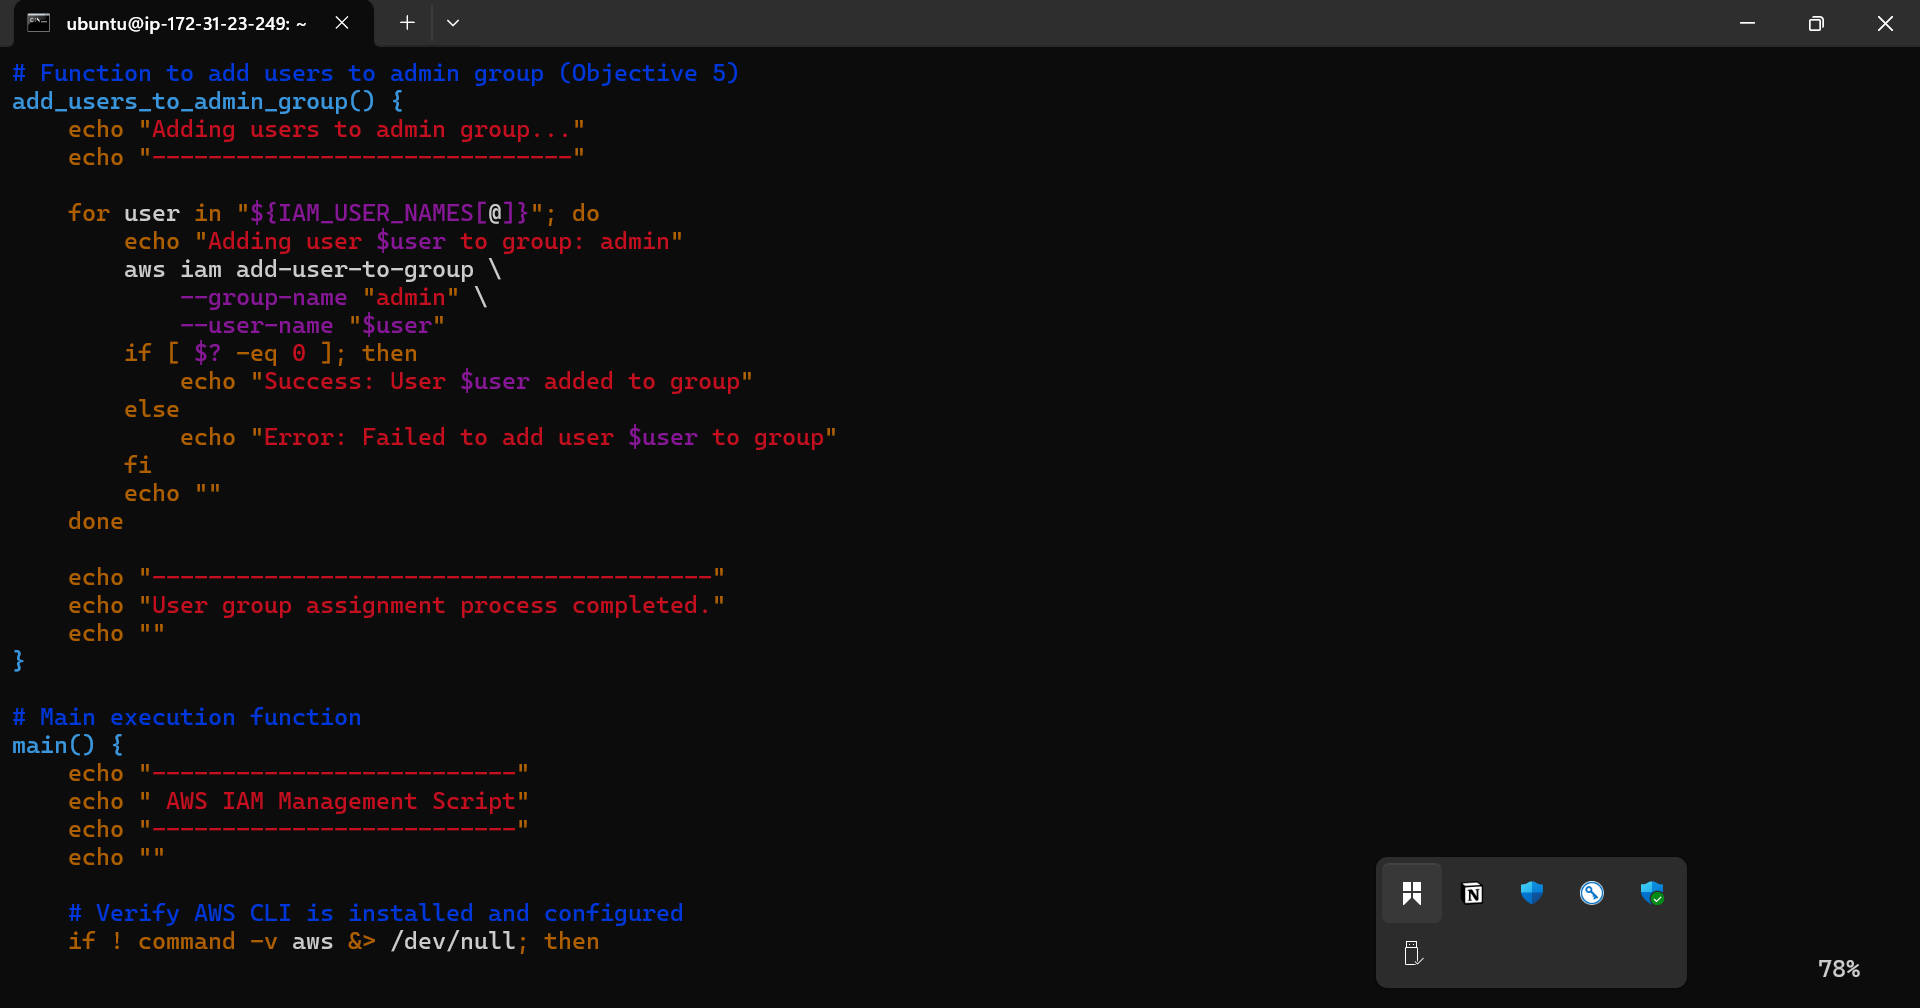 ubuntu@ip-172-31-23-249: ~
# Function to add users to admin group (Objective 5)
add_users_to_admin_group() {
    echo "Adding users to admin group..."
    echo "------------------------------"

    for user in "${IAM_USER_NAMES[@]}"; do
        echo "Adding user $user to group: admin"
        aws iam add-user-to-group \
            --group-name "admin" \
            --user-name "$user"
        if [ $? -eq 0 ]; then
            echo "Success: User $user added to group"
        else
            echo "Error: Failed to add user $user to group"
        fi
        echo ""
    done

    echo "----------------------------------------"
    echo "User group assignment process completed."
    echo ""
}

# Main execution function
main() {
    echo "--------------------------"
    echo " AWS IAM Management Script"
    echo "--------------------------"
    echo ""

    # Verify AWS CLI is installed and configured
    if ! command -v aws &> /dev/null; then
78%